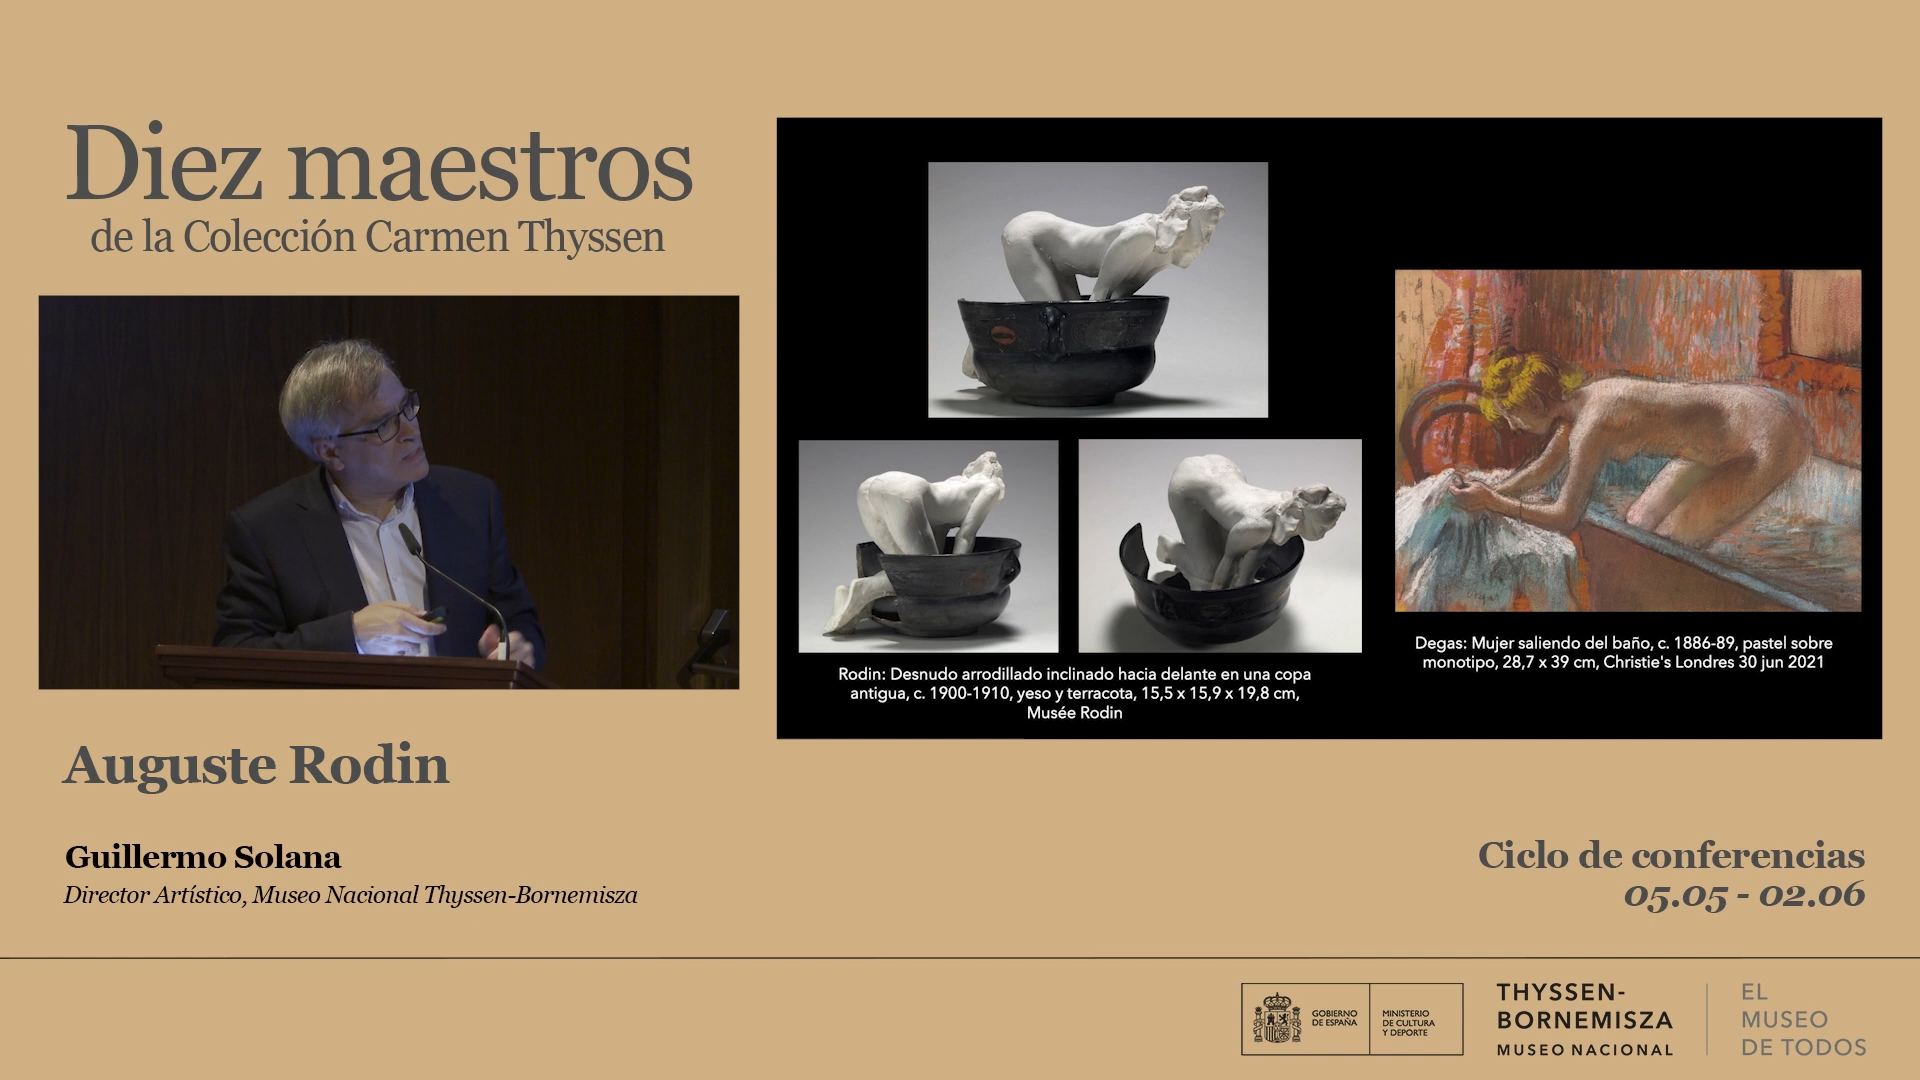 Diez maestros
de la Colección Carmen Thyssen
Rodin: Desnudo arrodillado inclinado hacia delante en una copa
antigua, c. 1900-1910, yeso y terracota, 15,5 x 15,9 x 19,8 cm,
Musée Rodin
Degas: Mujer saliendo del baño, c. 1886-89, pastel sobre
monotipo, 28,7 x 39 cm, Christie's Londres 30 jun 2021
Auguste Rodin
Guillermo Solana
Director Artístico, Museo Nacional Thyssen-Bornemisza
Ciclo de conferencias
05.05 - 02.06
GOBIERNO
DE ESPAÑA
MINISTERIO
DE CULTURA
Y DEPORTE
THYSSEN-
BORNEMISZA
MUSEO NACIONAL
EL
MUSEO
DE TODOS